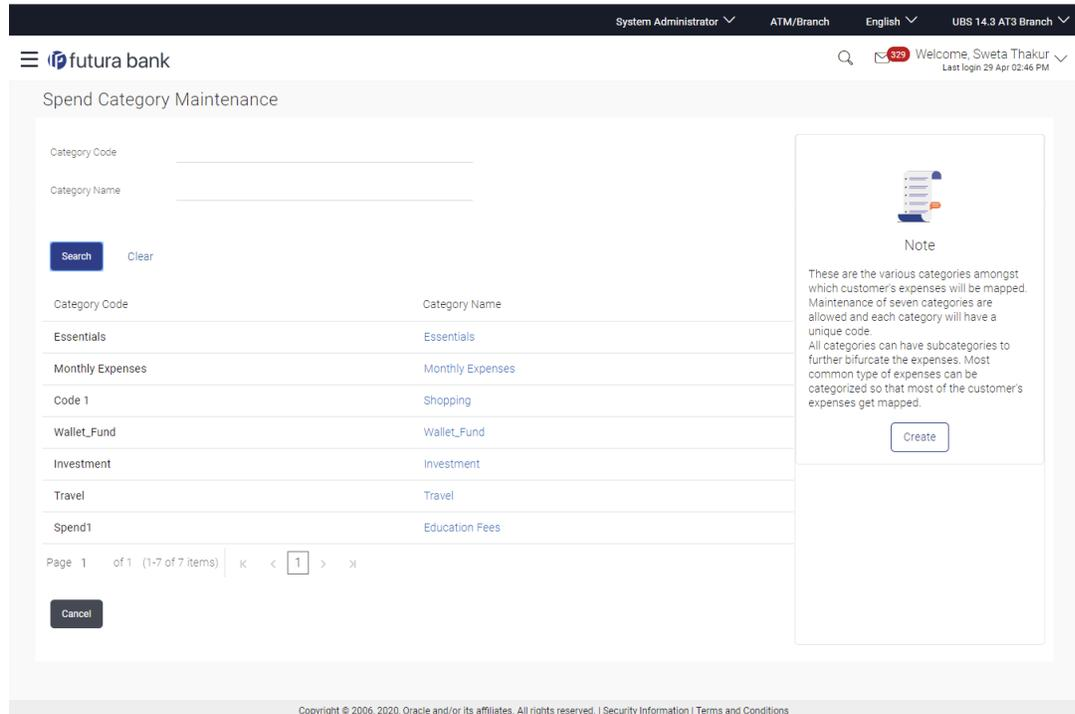 System Administrator ATM/Branch English UBS 14.3 AT3 Branch
futura bank 329 Welcome, Sweta Thakur
Last login 29 Apr 02:46 PM
Spend Category Maintenance
Category Code
Category Name
Search Clear
Category Code Category Name
Essentials Essentials
Monthly Expenses Monthly Expenses
Code 1 Shopping
Wallet_Fund Wallet_Fund
Investment Investment
Travel Travel
Spend1 Education Fees
Page 1 of 1 (1-7 of 7 items) K < 1 > >|
Cancel
Note
These are the various categories amongst
which customer's expenses will be mapped.
Maintenance of seven categories are
allowed and each category will have a
unique code.
All categories can have subcategories to
further bifurcate the expenses. Most
common type of expenses can be
categorized so that most of the customer's
expenses get mapped.
Create
Copyright © 2006, 2020, Oracle and/or its affiliates. All rights reserved. | Security Information | Terms and Conditions